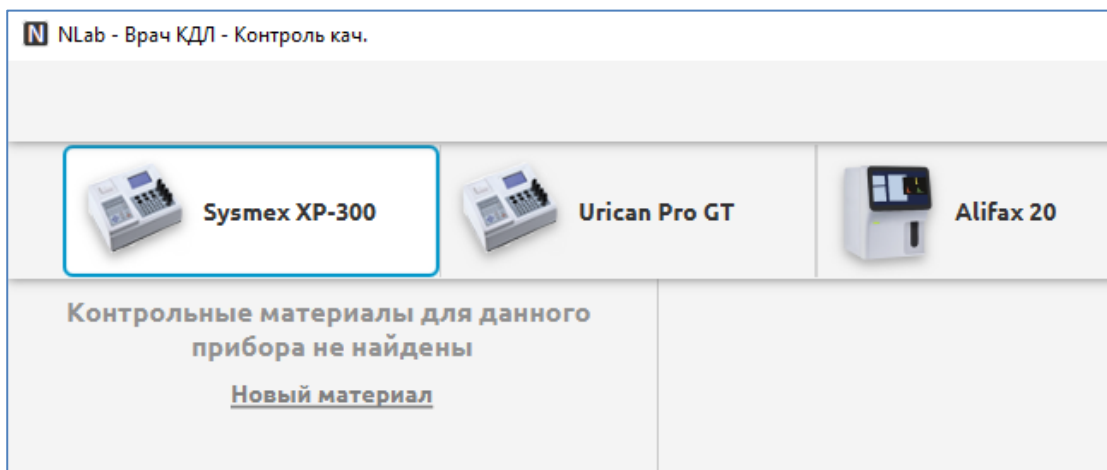 NLab - Врач КДЛ - Контроль кач.
Sysmex XP-300
Urican Pro GT
Alifax 20
Контрольные материалы для данного
прибора не найдены
Новый материал